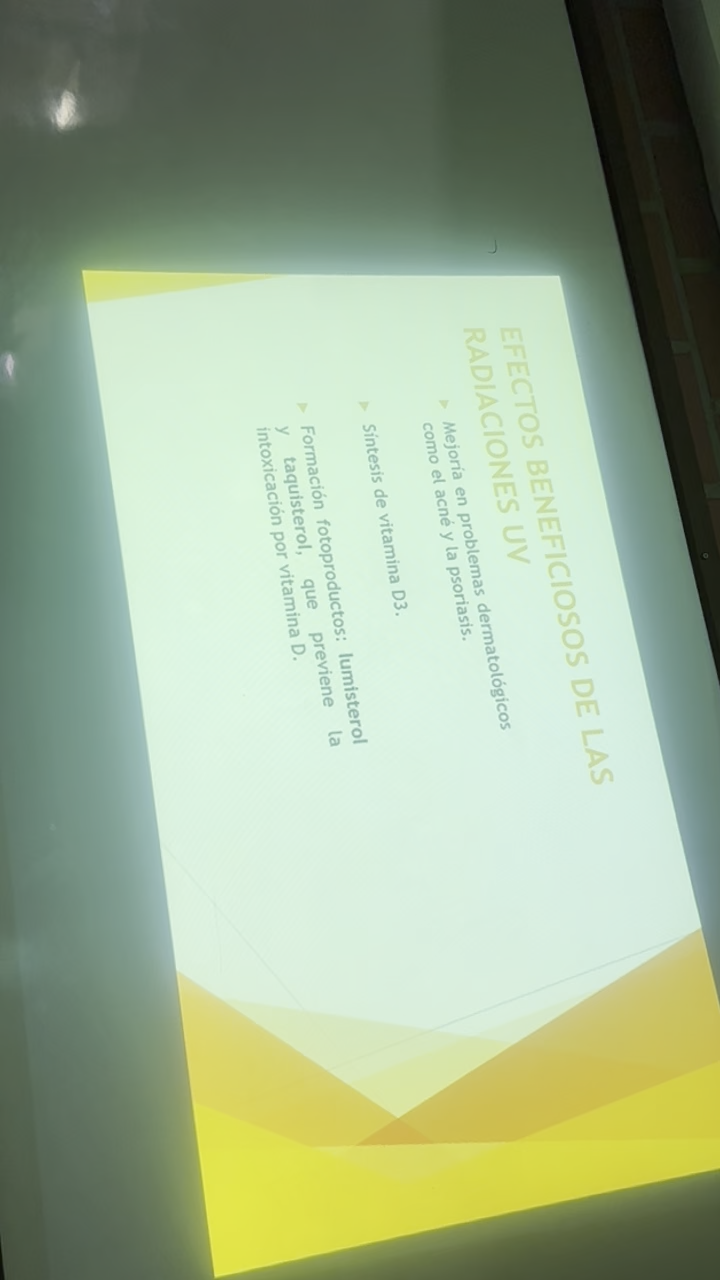 EFECTOS BENEFICIOSOS DE LAS
RADIACIONES UV
Mejoría en problemas dermatológicos
como el acné y la psoriasis.
Síntesis de vitamina D3.
Formación fotoproductos: lumisterol
y taquisterol, que previene la
intoxicación por vitamina D.